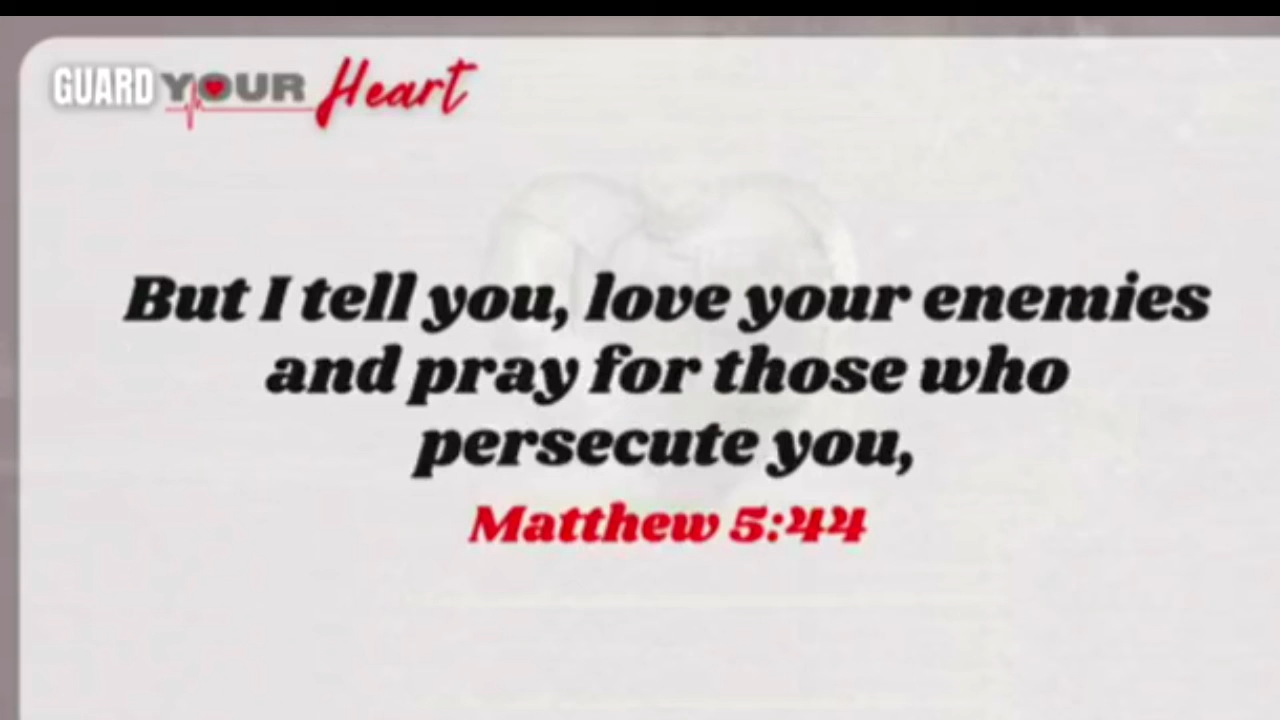 GUARD YOUR Heart
But I tell you, love your enemies
and pray for those who
persecute you,
Matthew 5:44